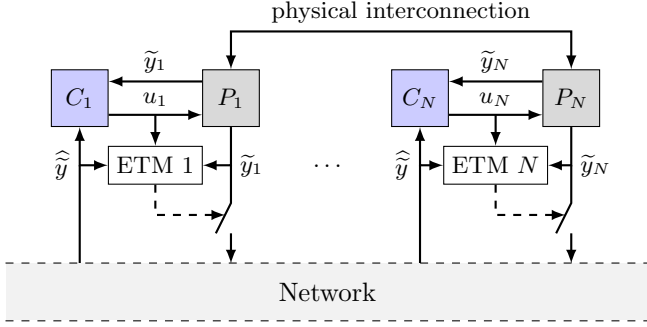 physical interconnection
ỹ₁ ỹ_N
C₁ P₁ C_N P_N
u₁ u_N
ŷ̃ ETM 1 ỹ₁ ... ŷ̃ ETM N ỹ_N
Network